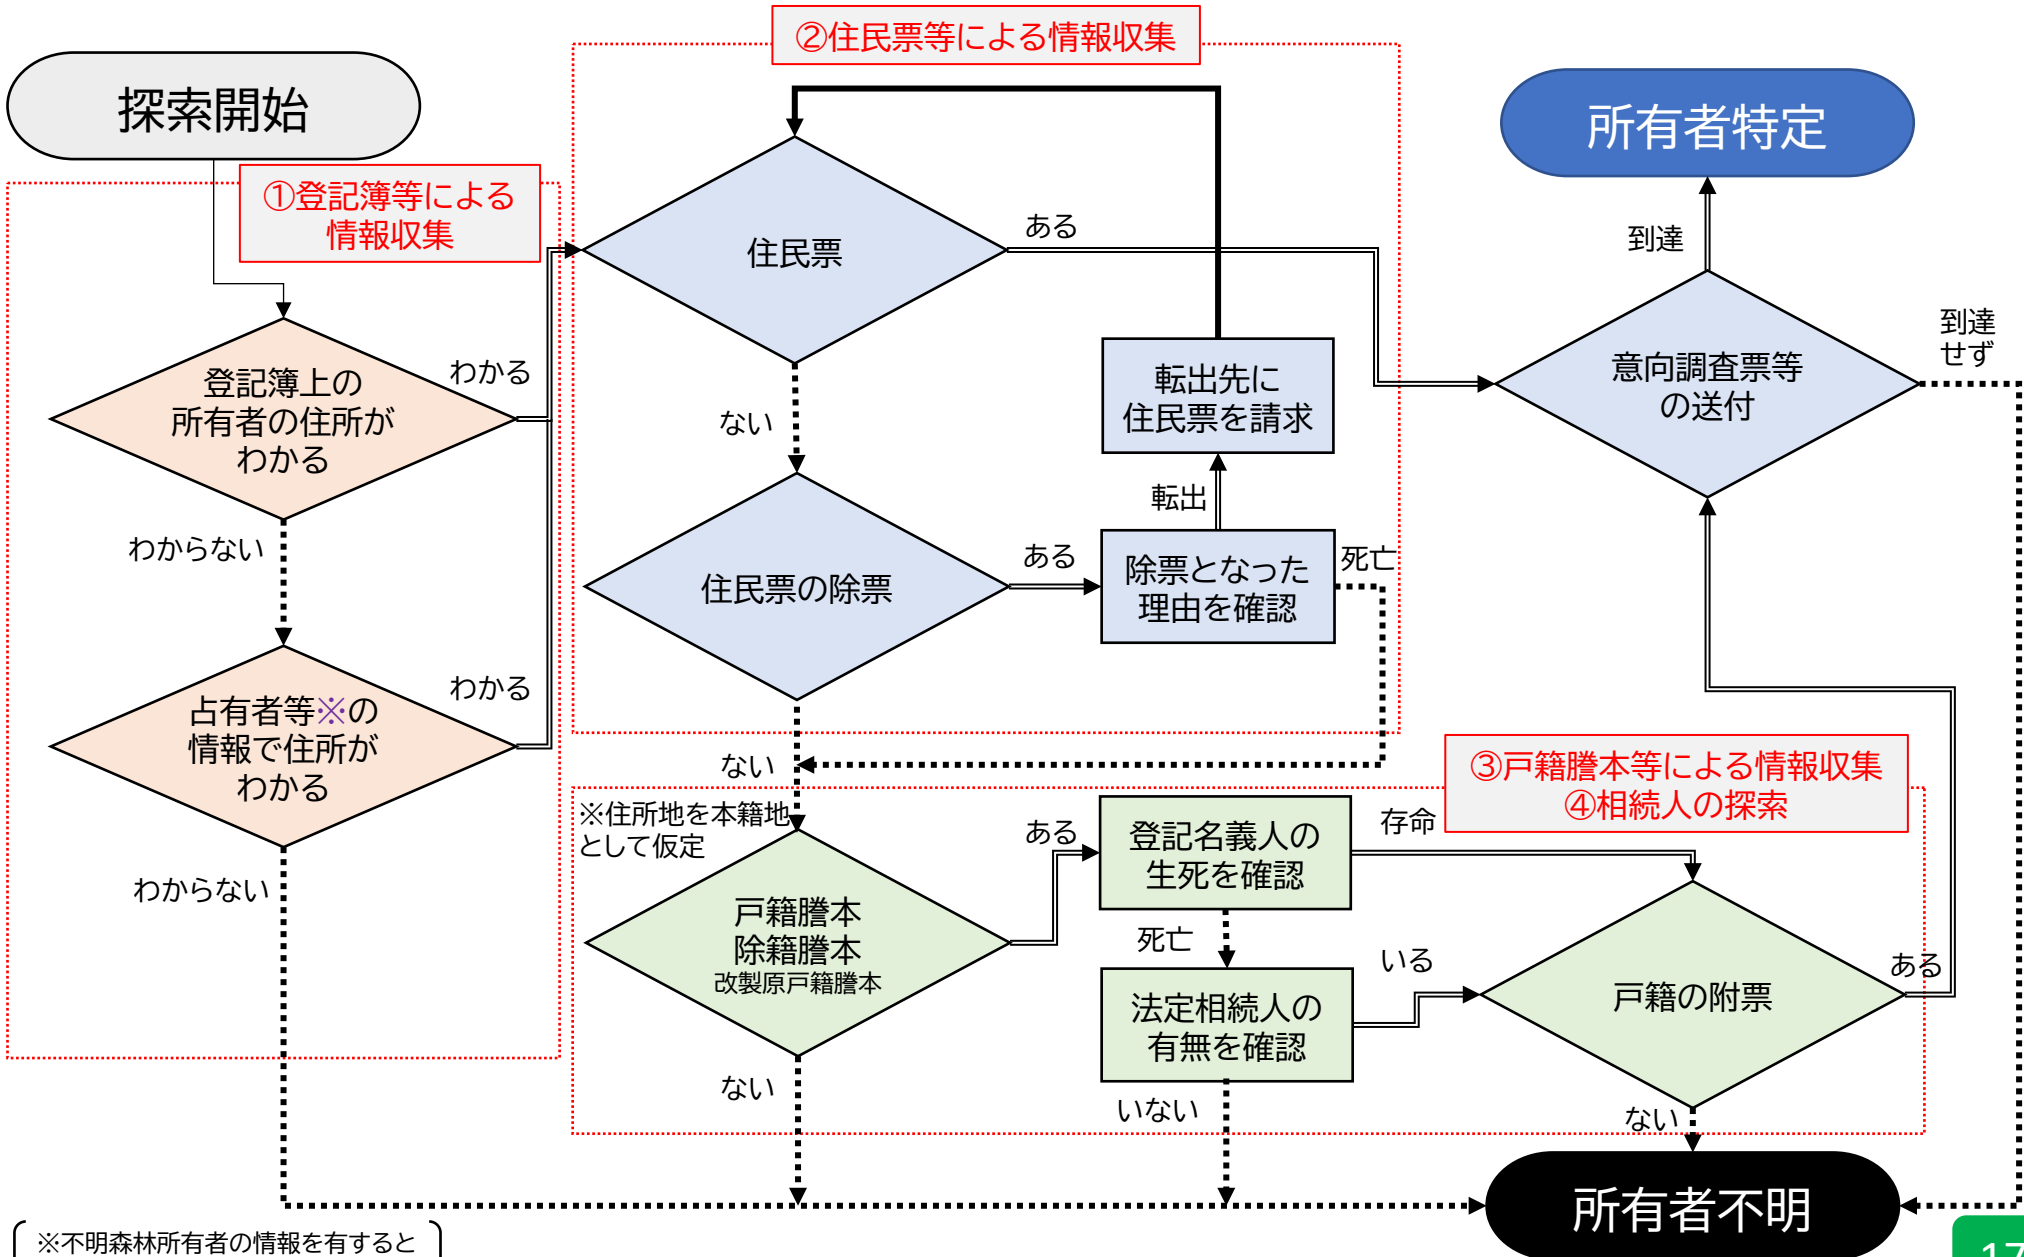 ②住民票等による情報収集
探索開始
所有者特定
①登記簿等による
情報収集
住民票
ある
到達
到達
せず
登記簿上の
所有者の住所が
わかる
わかる
ない
転出先に
住民票を請求
意向調査票等
の送付
転出
わからない
住民票の除票
ある
除票となった
理由を確認
死亡
占有者等※の
情報で住所が
わかる
わかる
ない
③戸籍謄本等による情報収集
④相続人の探索
※住所地を本籍地
として仮定
ある
登記名義人の
生死を確認
存命
わからない
戸籍謄本
除籍謄本
改製原戸籍謄本
死亡
いる
法定相続人の
有無を確認
戸籍の附票
ある
ない
いない
ない
所有者不明
※不明森林所有者の情報を有すると
17